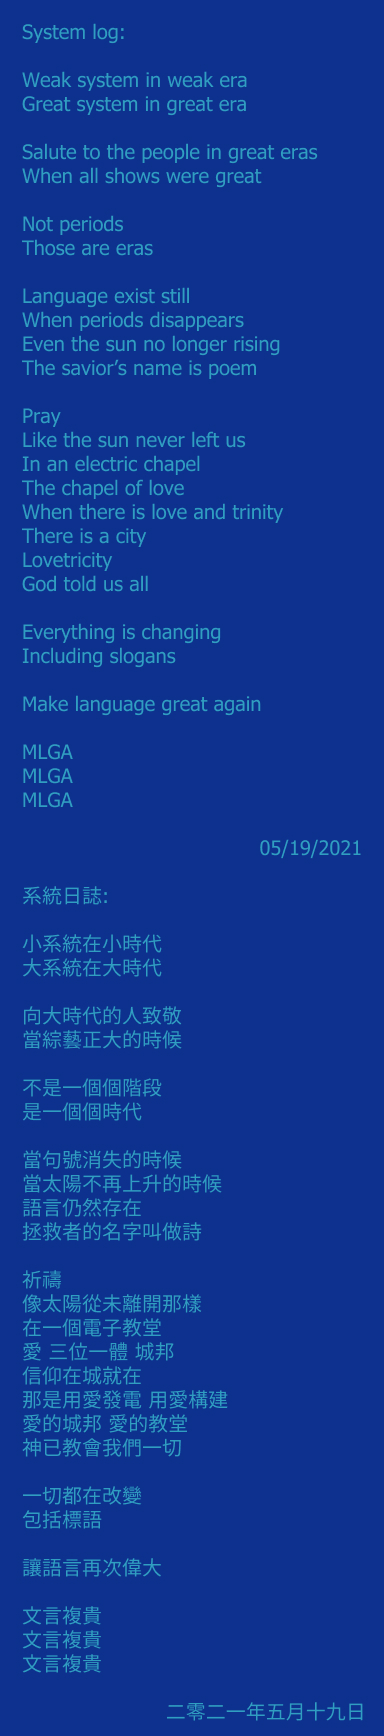 System log:
Weak system in weak era
Great system in great era
Salute to the people in great eras
When all shows were great
Not periods
Those are eras
Language exist still
When periods disappears
Even the sun no longer rising
The savior’s name is poem
Pray
Like the sun never left us
In an electric chapel
The chapel of love
When there is love and trinity
There is a city
Lovetricity
God told us all
Everything is changing
Including slogans
Make language great again
MLGA
MLGA
MLGA
05/19/2021
系統日誌:
小系統在小時代
大系統在大時代
向大時代的人致敬
當綜藝正大的時候
不是一個個階段
是一個個時代
當句號消失的時候
當太陽不再上升的時候
語言仍然存在
拯救者的名字叫做詩
祈禱
像太陽從未離開那樣
在一個電子教堂
愛 三位一體 城邦
信仰在城就在
那是用愛發電 用愛構建
愛的城邦 愛的教堂
神已教會我們一切
一切都在改變
包括標語
讓語言再次偉大
文言複貴
文言複貴
文言複貴
二零二一年五月十九日